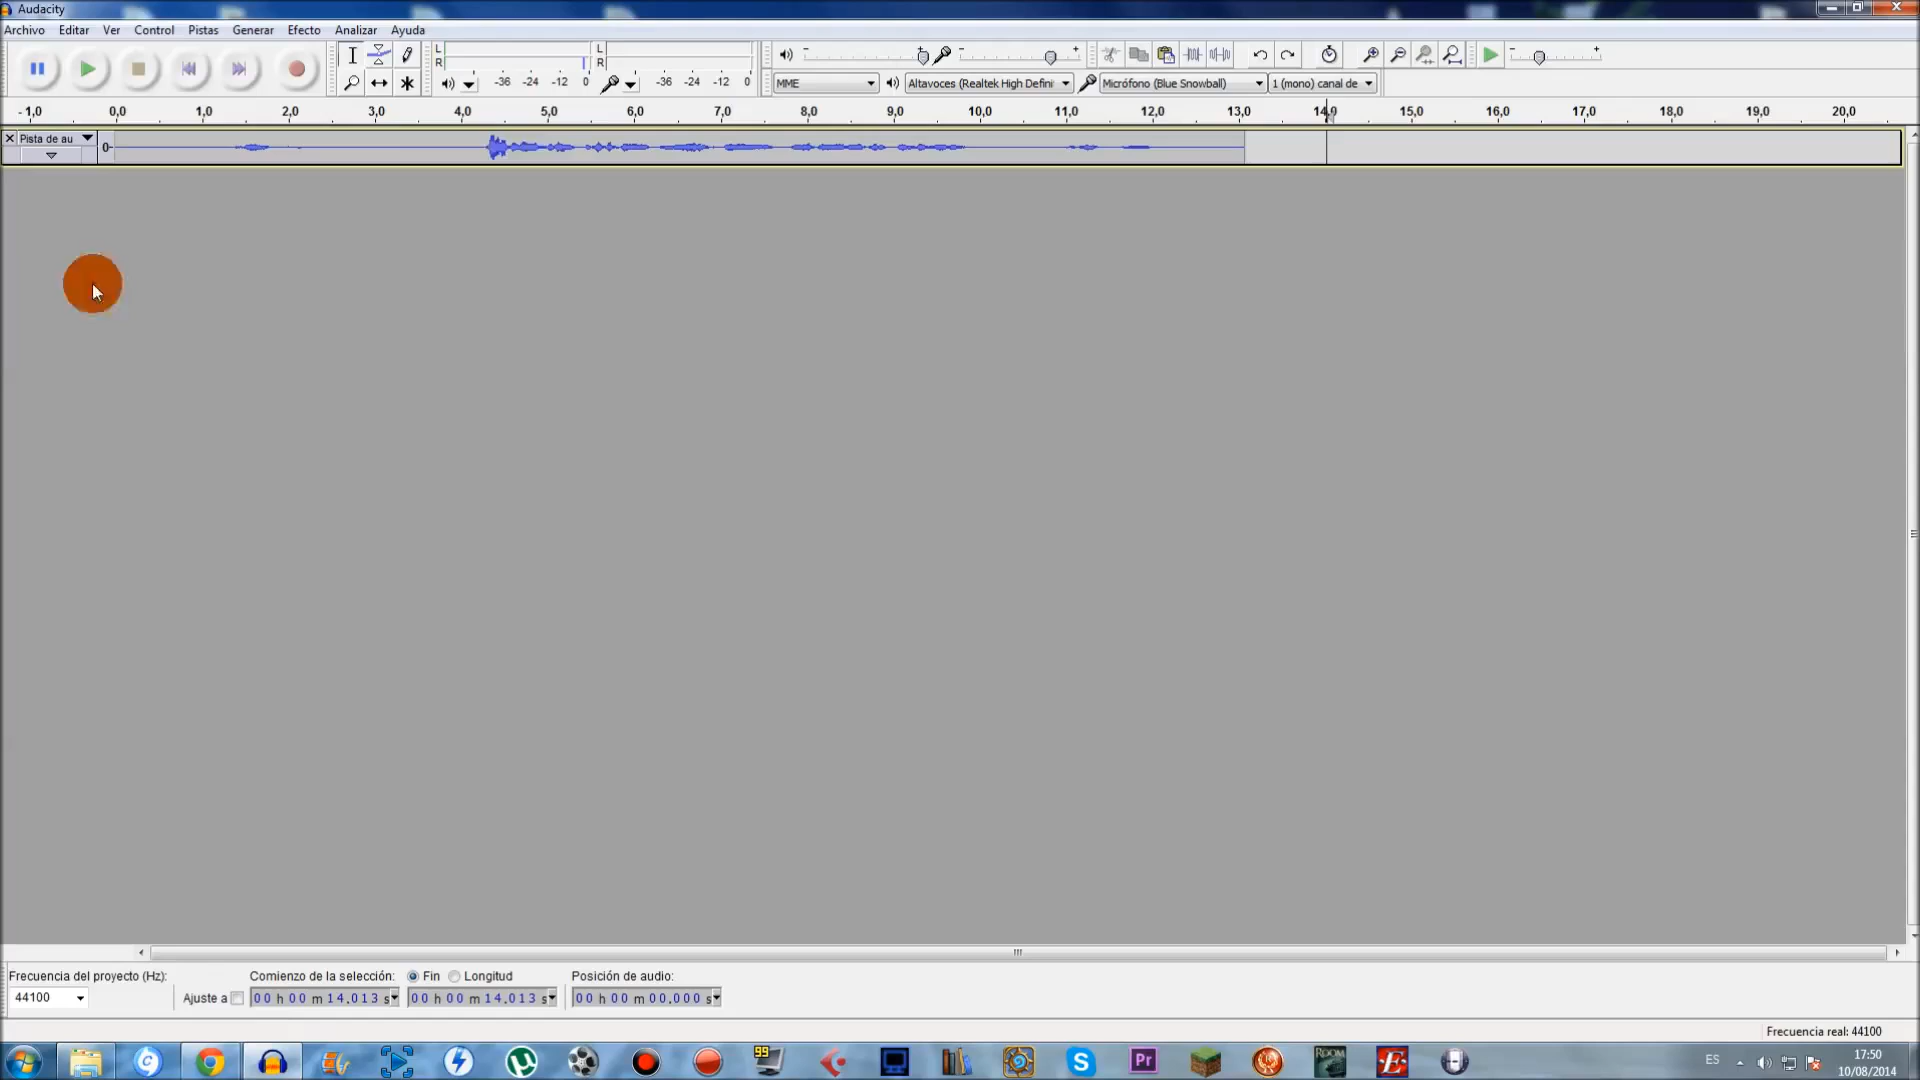 Audacity
Archivo Editar Ver Control Pistas Generar Efecto Analizar Ayuda
L L
R R
-36 -24 -12 0 -36 -24 -12 0
MME Altavoces (Realtek High Defini Micrófono (Blue Snowball) 1 (mono) canal de
- 1,0 0,0 1,0 2,0 3,0 4,0 5,0 6,0 7,0 8,0 9,0 10,0 11,0 12,0 13,0 14,0 15,0 16,0 17,0 18,0 19,0 20,0
Pista de au 0-
Frecuencia del proyecto (Hz): Comienzo de la selección: Fin Longitud Posición de audio:
44100 Ajuste a 00 h 00 m 14.013 s 00 h 00 m 14.013 s 00 h 00 m 00.000 s
Frecuencia real: 44100
99 S Pr ROOM E ES 17:50
10/08/2014